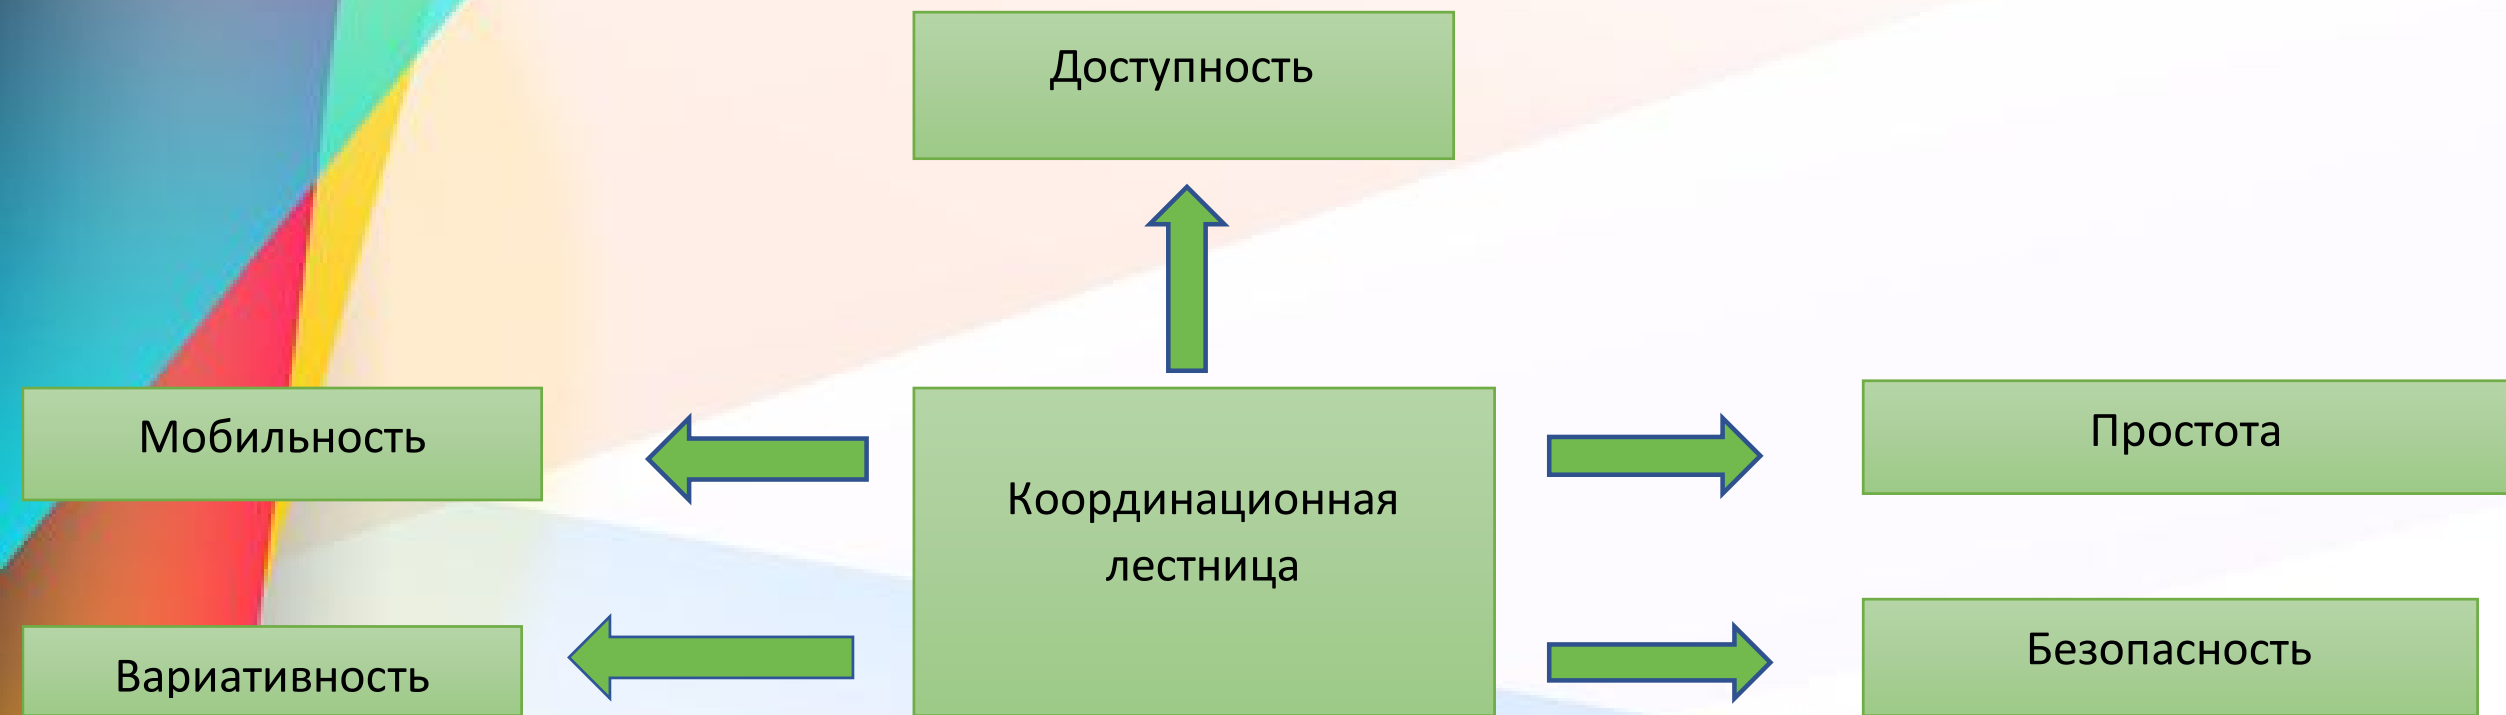 Доступность
Мобильность
Простота
Координационная
лестница
Вариативность
Безопасность